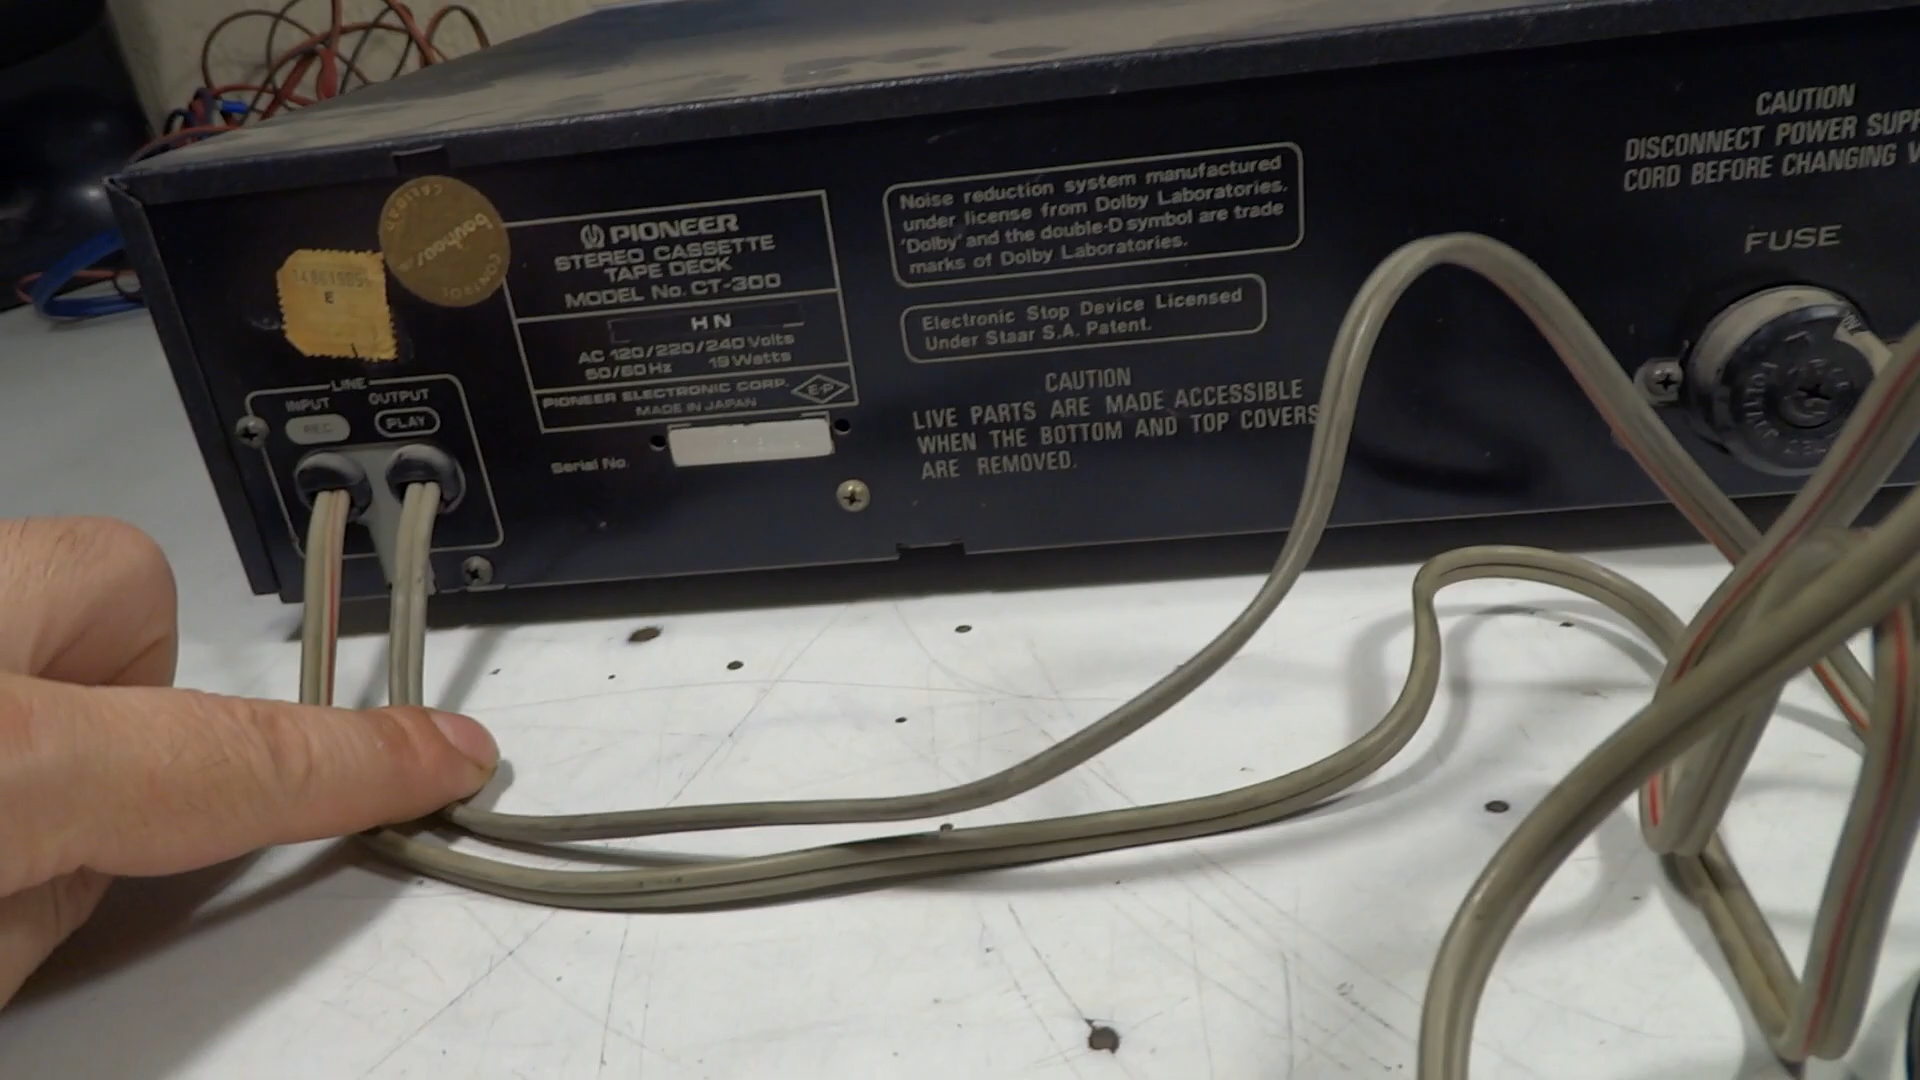 PIONEER
STEREO CASSETTE
TAPE DECK
MODEL No. CT-300
HN
AC 120/220/240 Volts
50/60Hz 19 Watts
PIONEER ELECTRONIC CORP.
MADE IN JAPAN
E-P
Serial No.
Noise reduction system manufactured
under license from Dolby Laboratories.
'Dolby' and the double-D symbol are trade
marks of Dolby Laboratories.
Electronic Stop Device Licensed
Under Staar S.A. Patent.
CAUTION
LIVE PARTS ARE MADE ACCESSIBLE
WHEN THE BOTTOM AND TOP COVERS
ARE REMOVED.
CAUTION
DISCONNECT POWER SUPP
CORD BEFORE CHANGING V
FUSE
LINE
INPUT OUTPUT
REC PLAY
E
bauhaus
CONTROL